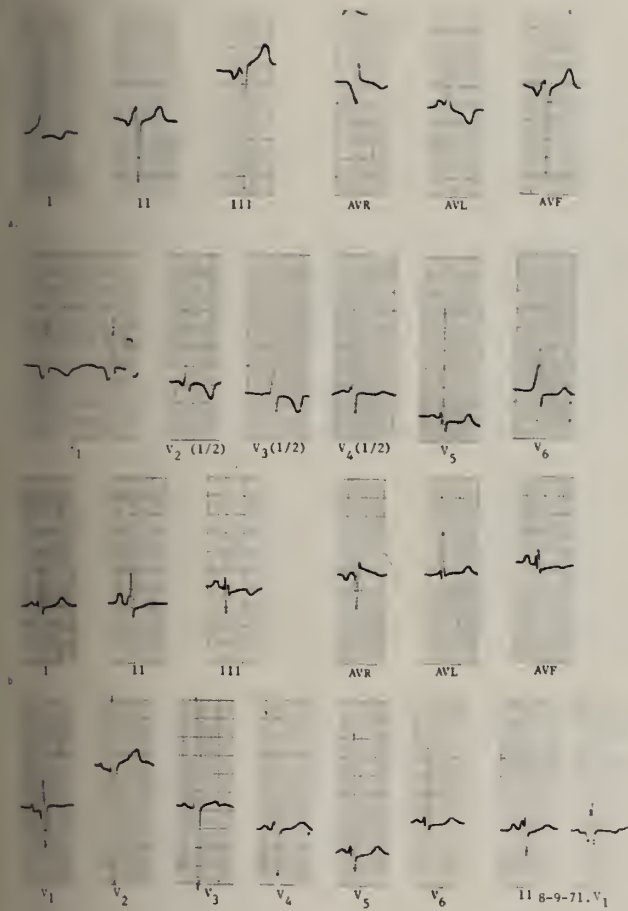 I II III AVR AVL AVF
a.
1 V2 (1/2) V3(1/2) V4(1/2) V5 V6
I II III AVR AVL AVF
b
V1 V2 V3 V4 V5 V6 II 8-9-71.V1